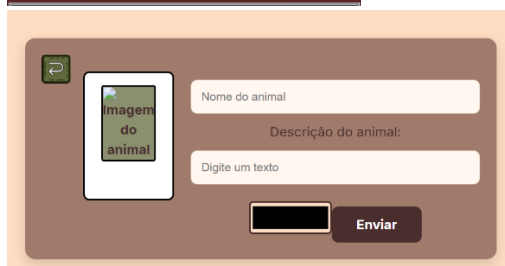 Imagem
do
animal
Nome do animal
Descrição do animal:
Digite um texto
Enviar